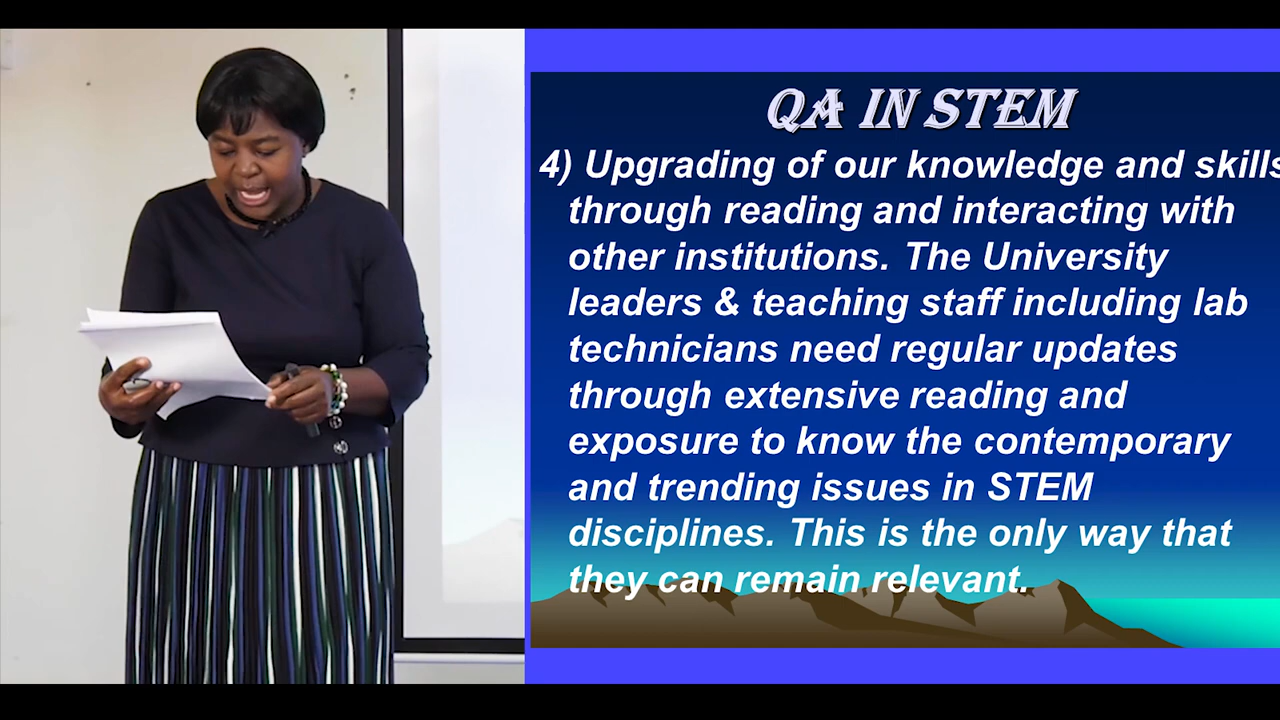 QA IN STEM
4) Upgrading of our knowledge and skills
through reading and interacting with
other institutions. The University
leaders & teaching staff including lab
technicians need regular updates
through extensive reading and
exposure to know the contemporary
and trending issues in STEM
disciplines. This is the only way that
they can remain relevant.